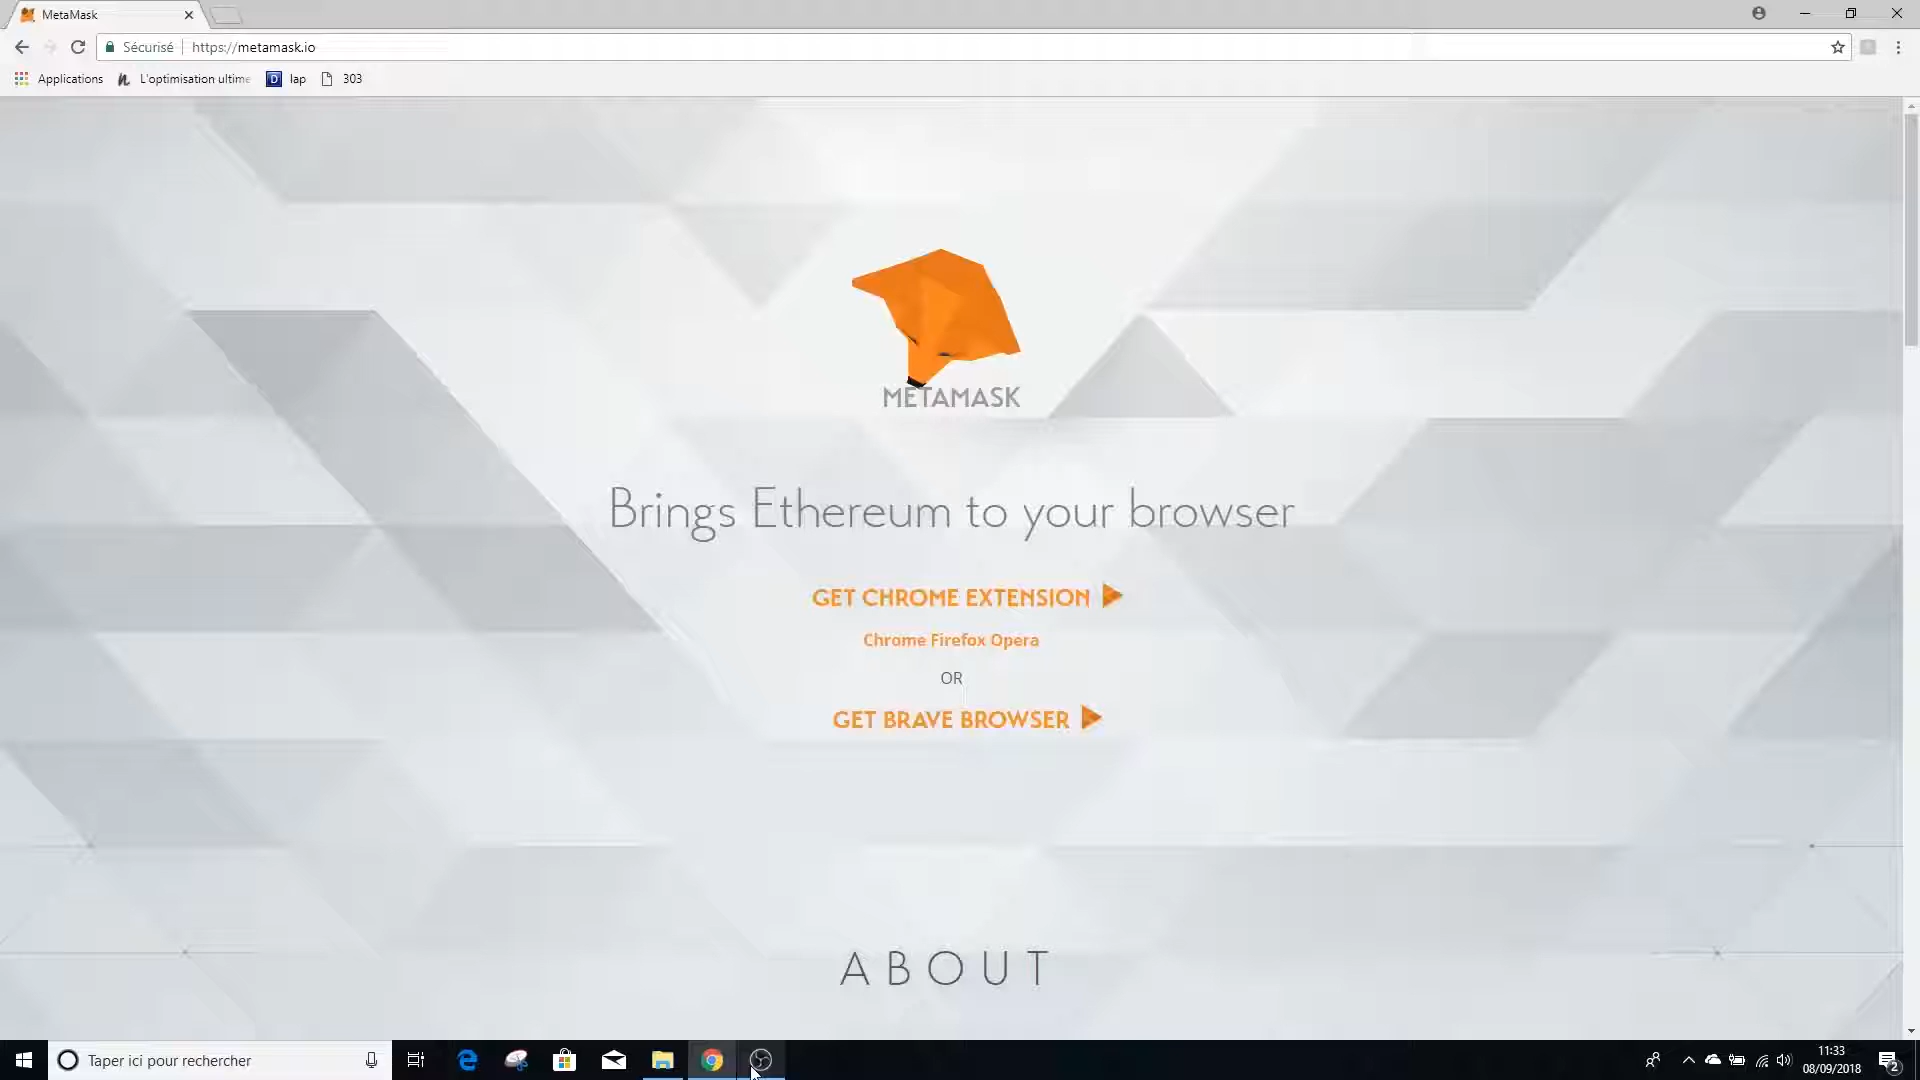 MetaMask
Sécurisé https://metamask.io
Applications L'optimisation ultime lap 303
METAMASK
Brings Ethereum to your browser
GET CHROME EXTENSION
Chrome Firefox Opera
OR
GET BRAVE BROWSER
ABOUT
Taper ici pour rechercher
11:33
08/09/2018
2